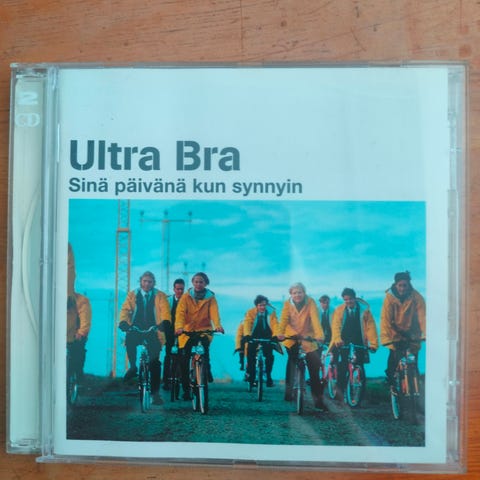 2
CD
Ultra Bra
Sinä päivänä kun synnyin